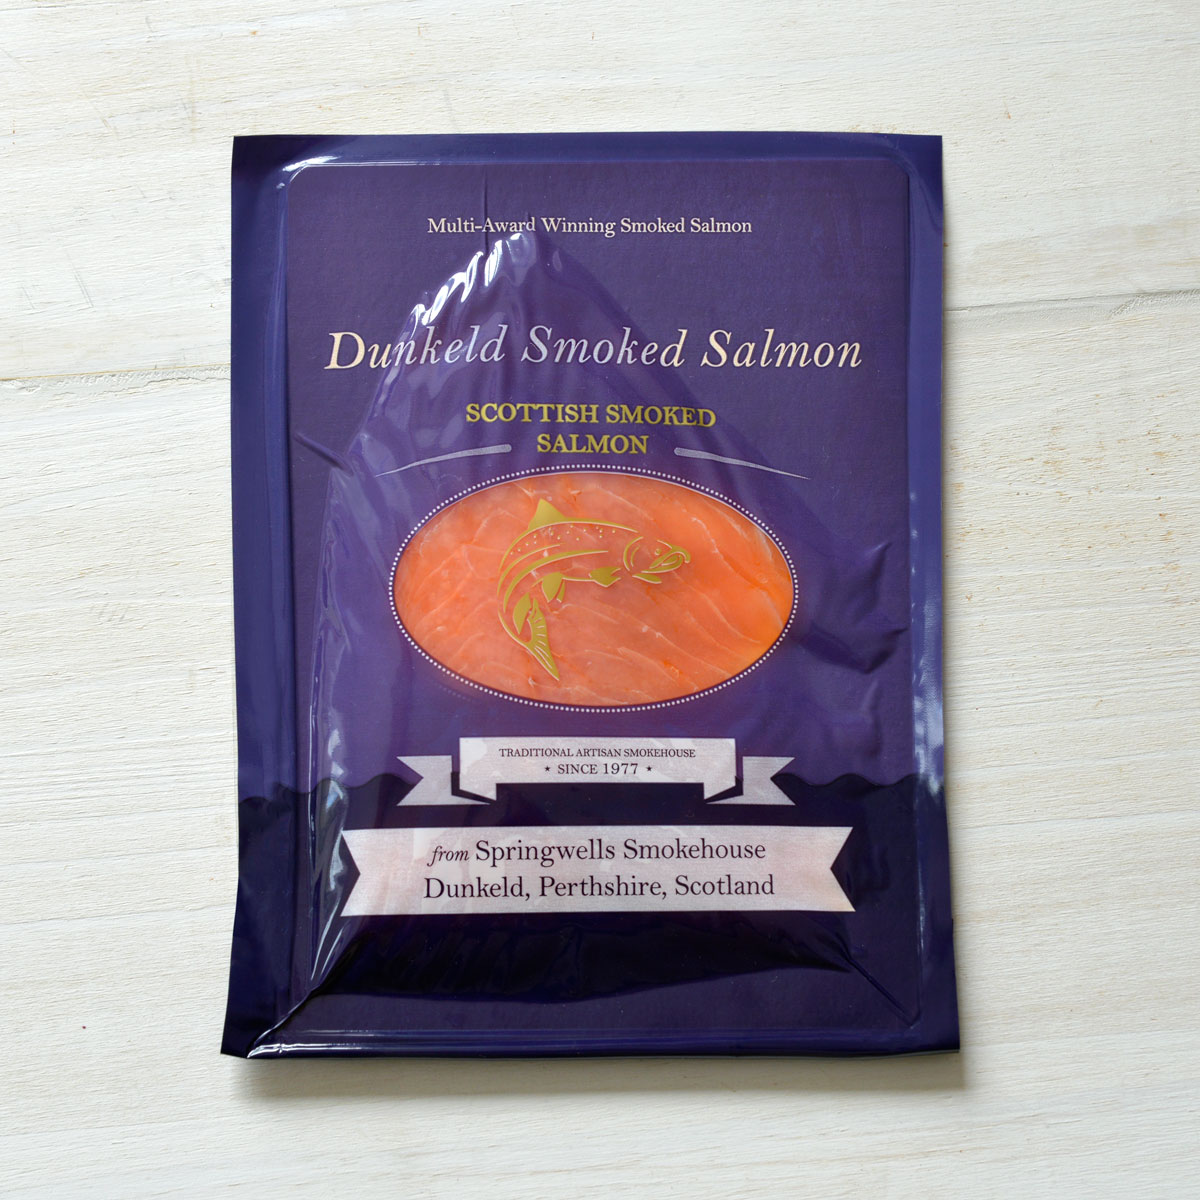 Multi-Award Winning Smoked Salmon
Dunkeld Smoked Salmon
SCOTTISH SMOKED
SALMON
TRADITIONAL ARTISAN SMOKEHOUSE
★ SINCE 1977 ★
from Springwells Smokehouse
Dunkeld, Perthshire, Scotland